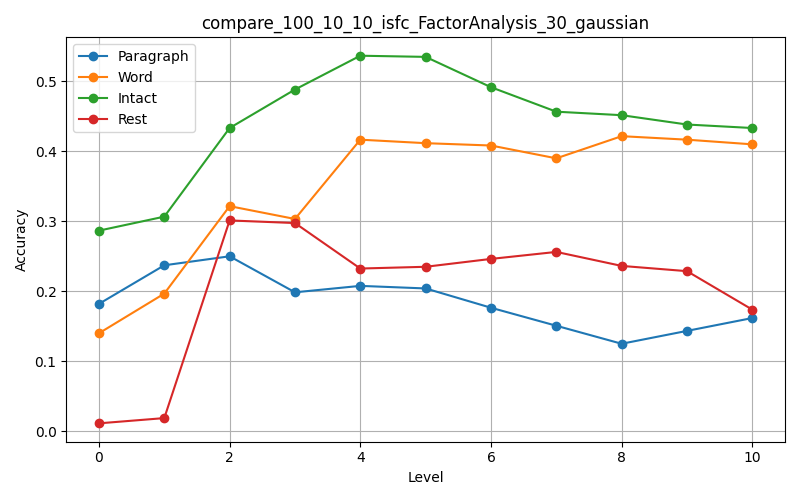 compare_100_10_10_isfc_FactorAnalysis_30_gaussian
Paragraph
Word
Intact
Rest
Accuracy
0.5
0.4
0.3
0.2
0.1
0.0
0 2 4 6 8 10
Level